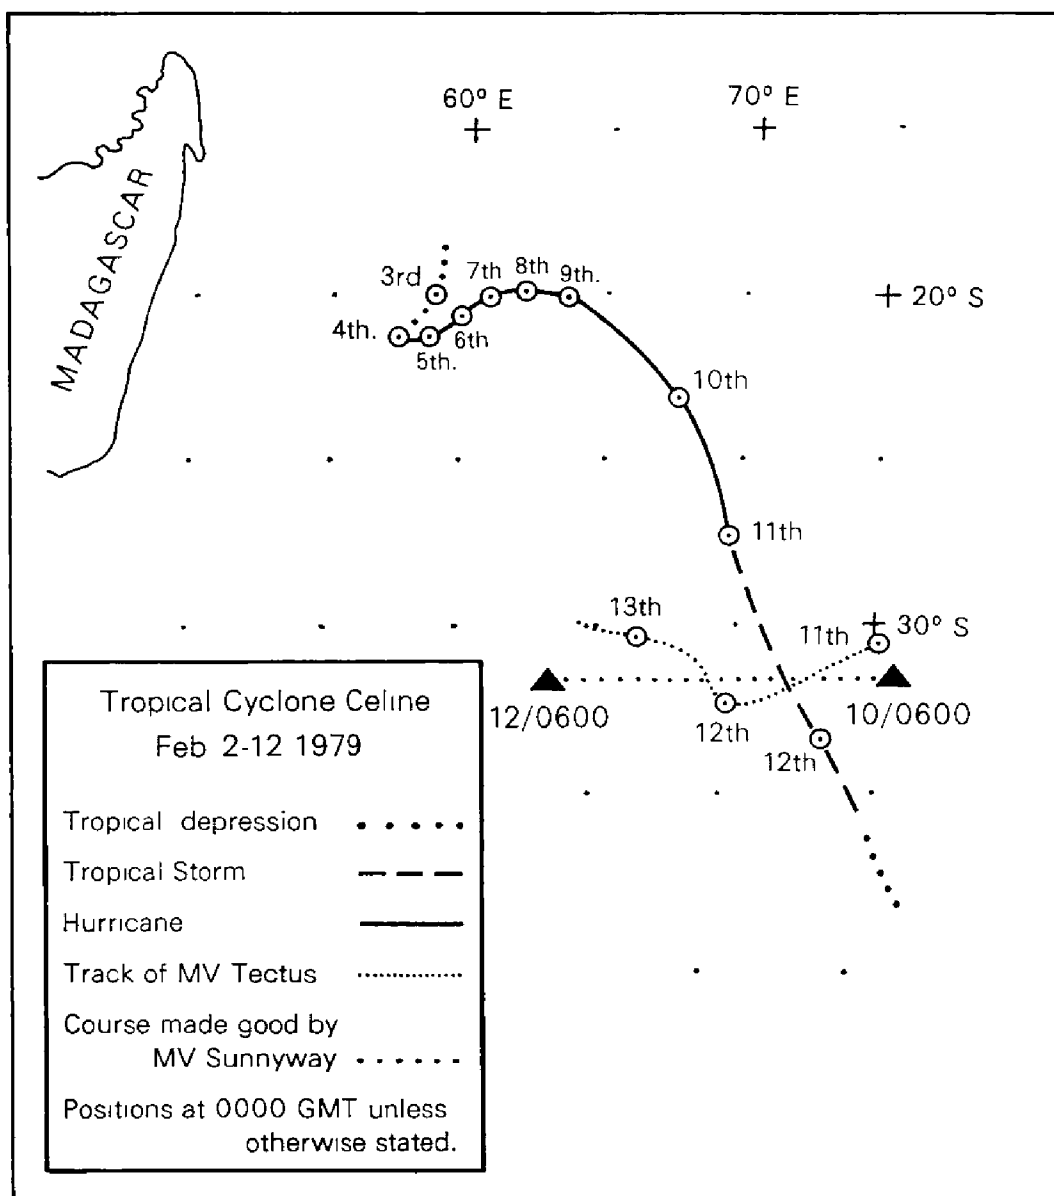 60° E
70° E
MADAGASCAR
3rd
7th
8th
9th.
20° S
4th.
5th.
6th
10th
11th
13th
11th
30° S
12/0600
12th
10/0600
12th
Tropical Cyclone Celine
Feb 2-12 1979
Tropical depression
Tropical Storm
Hurricane
Track of MV Tectus
Course made good by
MV Sunnyway
Positions at 0000 GMT unless
otherwise stated.